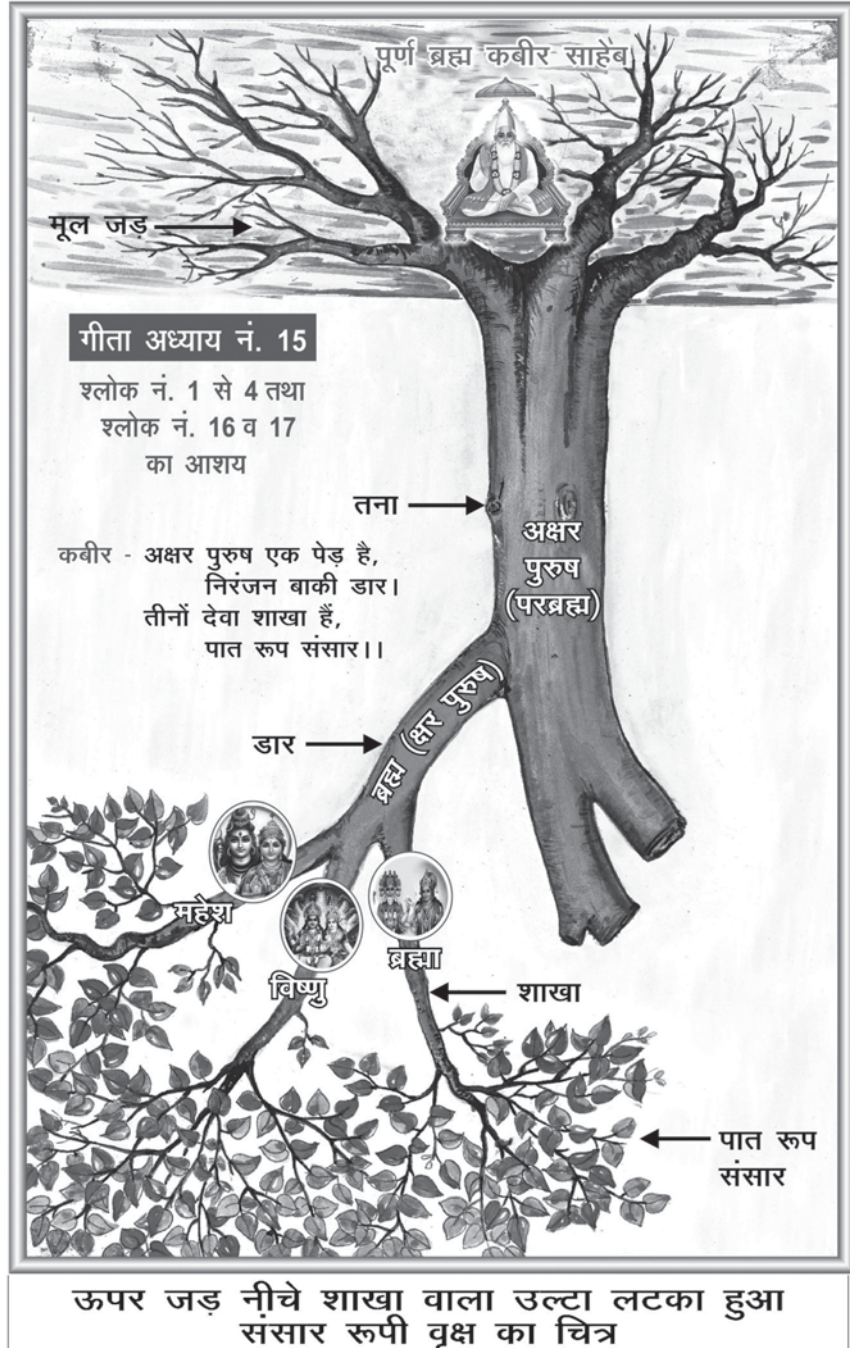 पूर्ण ब्रह्म कबीर साहेब
मूल जड़
गीता अध्याय नं. 15
श्लोक नं. 1 से 4 तथा
श्लोक नं. 16 व 17
का आशय
तना
अक्षर
पुरुष
(परब्रह्म)
कबीर - अक्षर पुरुष एक पेड़ है,
निरंजन बाकी डार।
तीनों देवा शाखा हैं,
पात रूप संसार।।
ब्रह्म (क्षर पुरुष)
डार
महेश
विष्णु
ब्रह्मा
शाखा
पात रूप
संसार
ऊपर जड़ नीचे शाखा वाला उल्टा लटका हुआ
संसार रूपी वृक्ष का चित्र